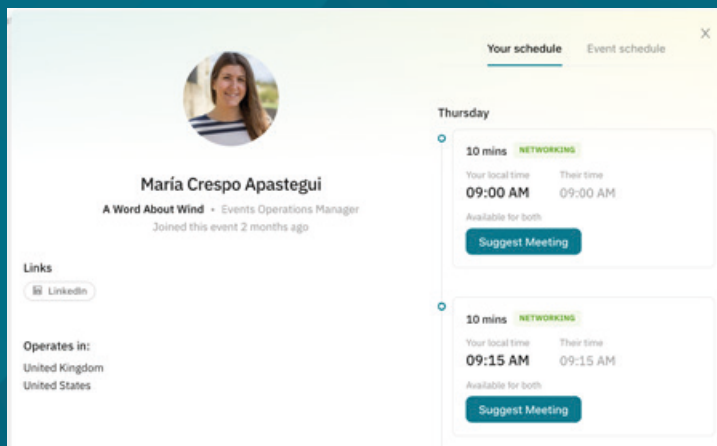 Your schedule Event schedule
María Crespo Apastegui
A Word About Wind • Events Operations Manager
Joined this event 2 months ago
Links
LinkedIn
Operates in:
United Kingdom
United States
Thursday
10 mins NETWORKING
Your local time Their time
09:00 AM 09:00 AM
Available for both
Suggest Meeting
10 mins NETWORKING
Your local time Their time
09:15 AM 09:15 AM
Available for both
Suggest Meeting